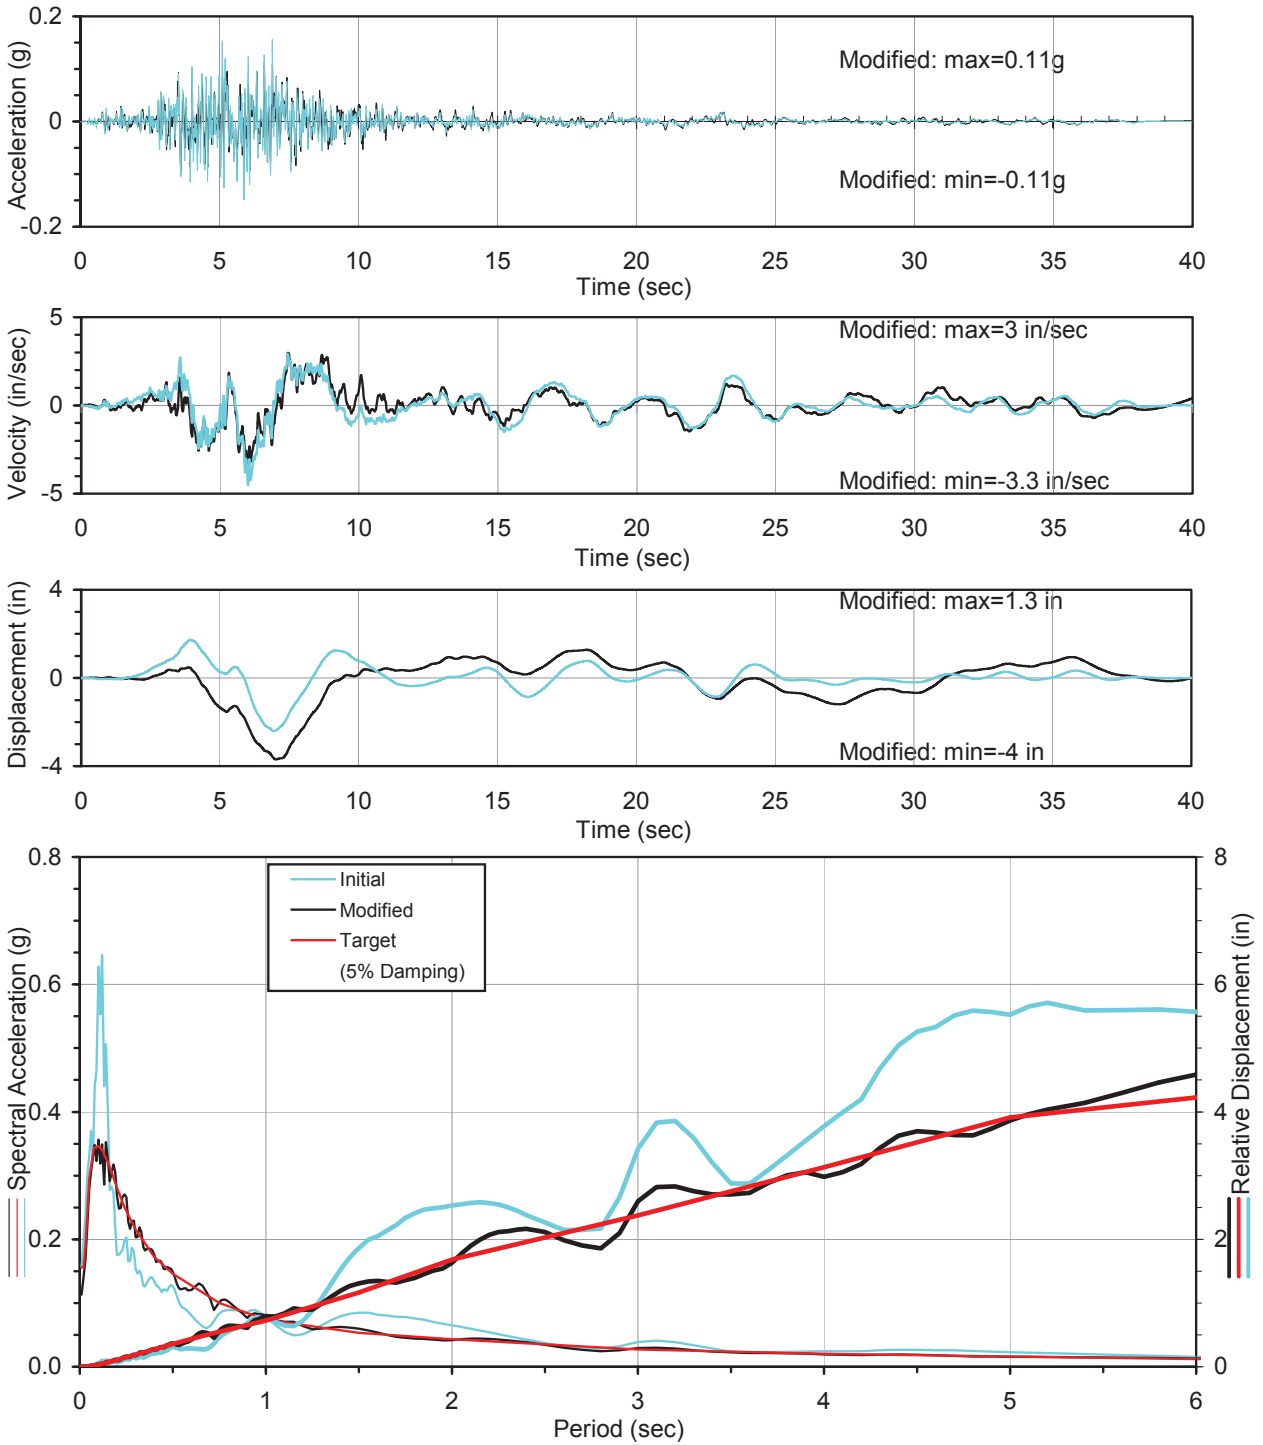 0.2
Acceleration (g)
Modified: max=0.11g
0
Modified: min=-0.11g
-0.2
0 5 10 15 20 25 30 35 40
Time (sec)
5
Velocity (in/sec)
Modified: max=3 in/sec
0
Modified: min=-3.3 in/sec
-5
0 5 10 15 20 25 30 35 40
Time (sec)
4
Displacement (in)
Modified: max=1.3 in
0
Modified: min=-4 in
-4
0 5 10 15 20 25 30 35 40
Time (sec)
0.8 8
Initial
Modified
Target
(5% Damping)
Spectral Acceleration (g)
Relative Displacement (in)
0.6 6
0.4 4
0.2 2
0.0 0
0 1 2 3 4 5 6
Period (sec)